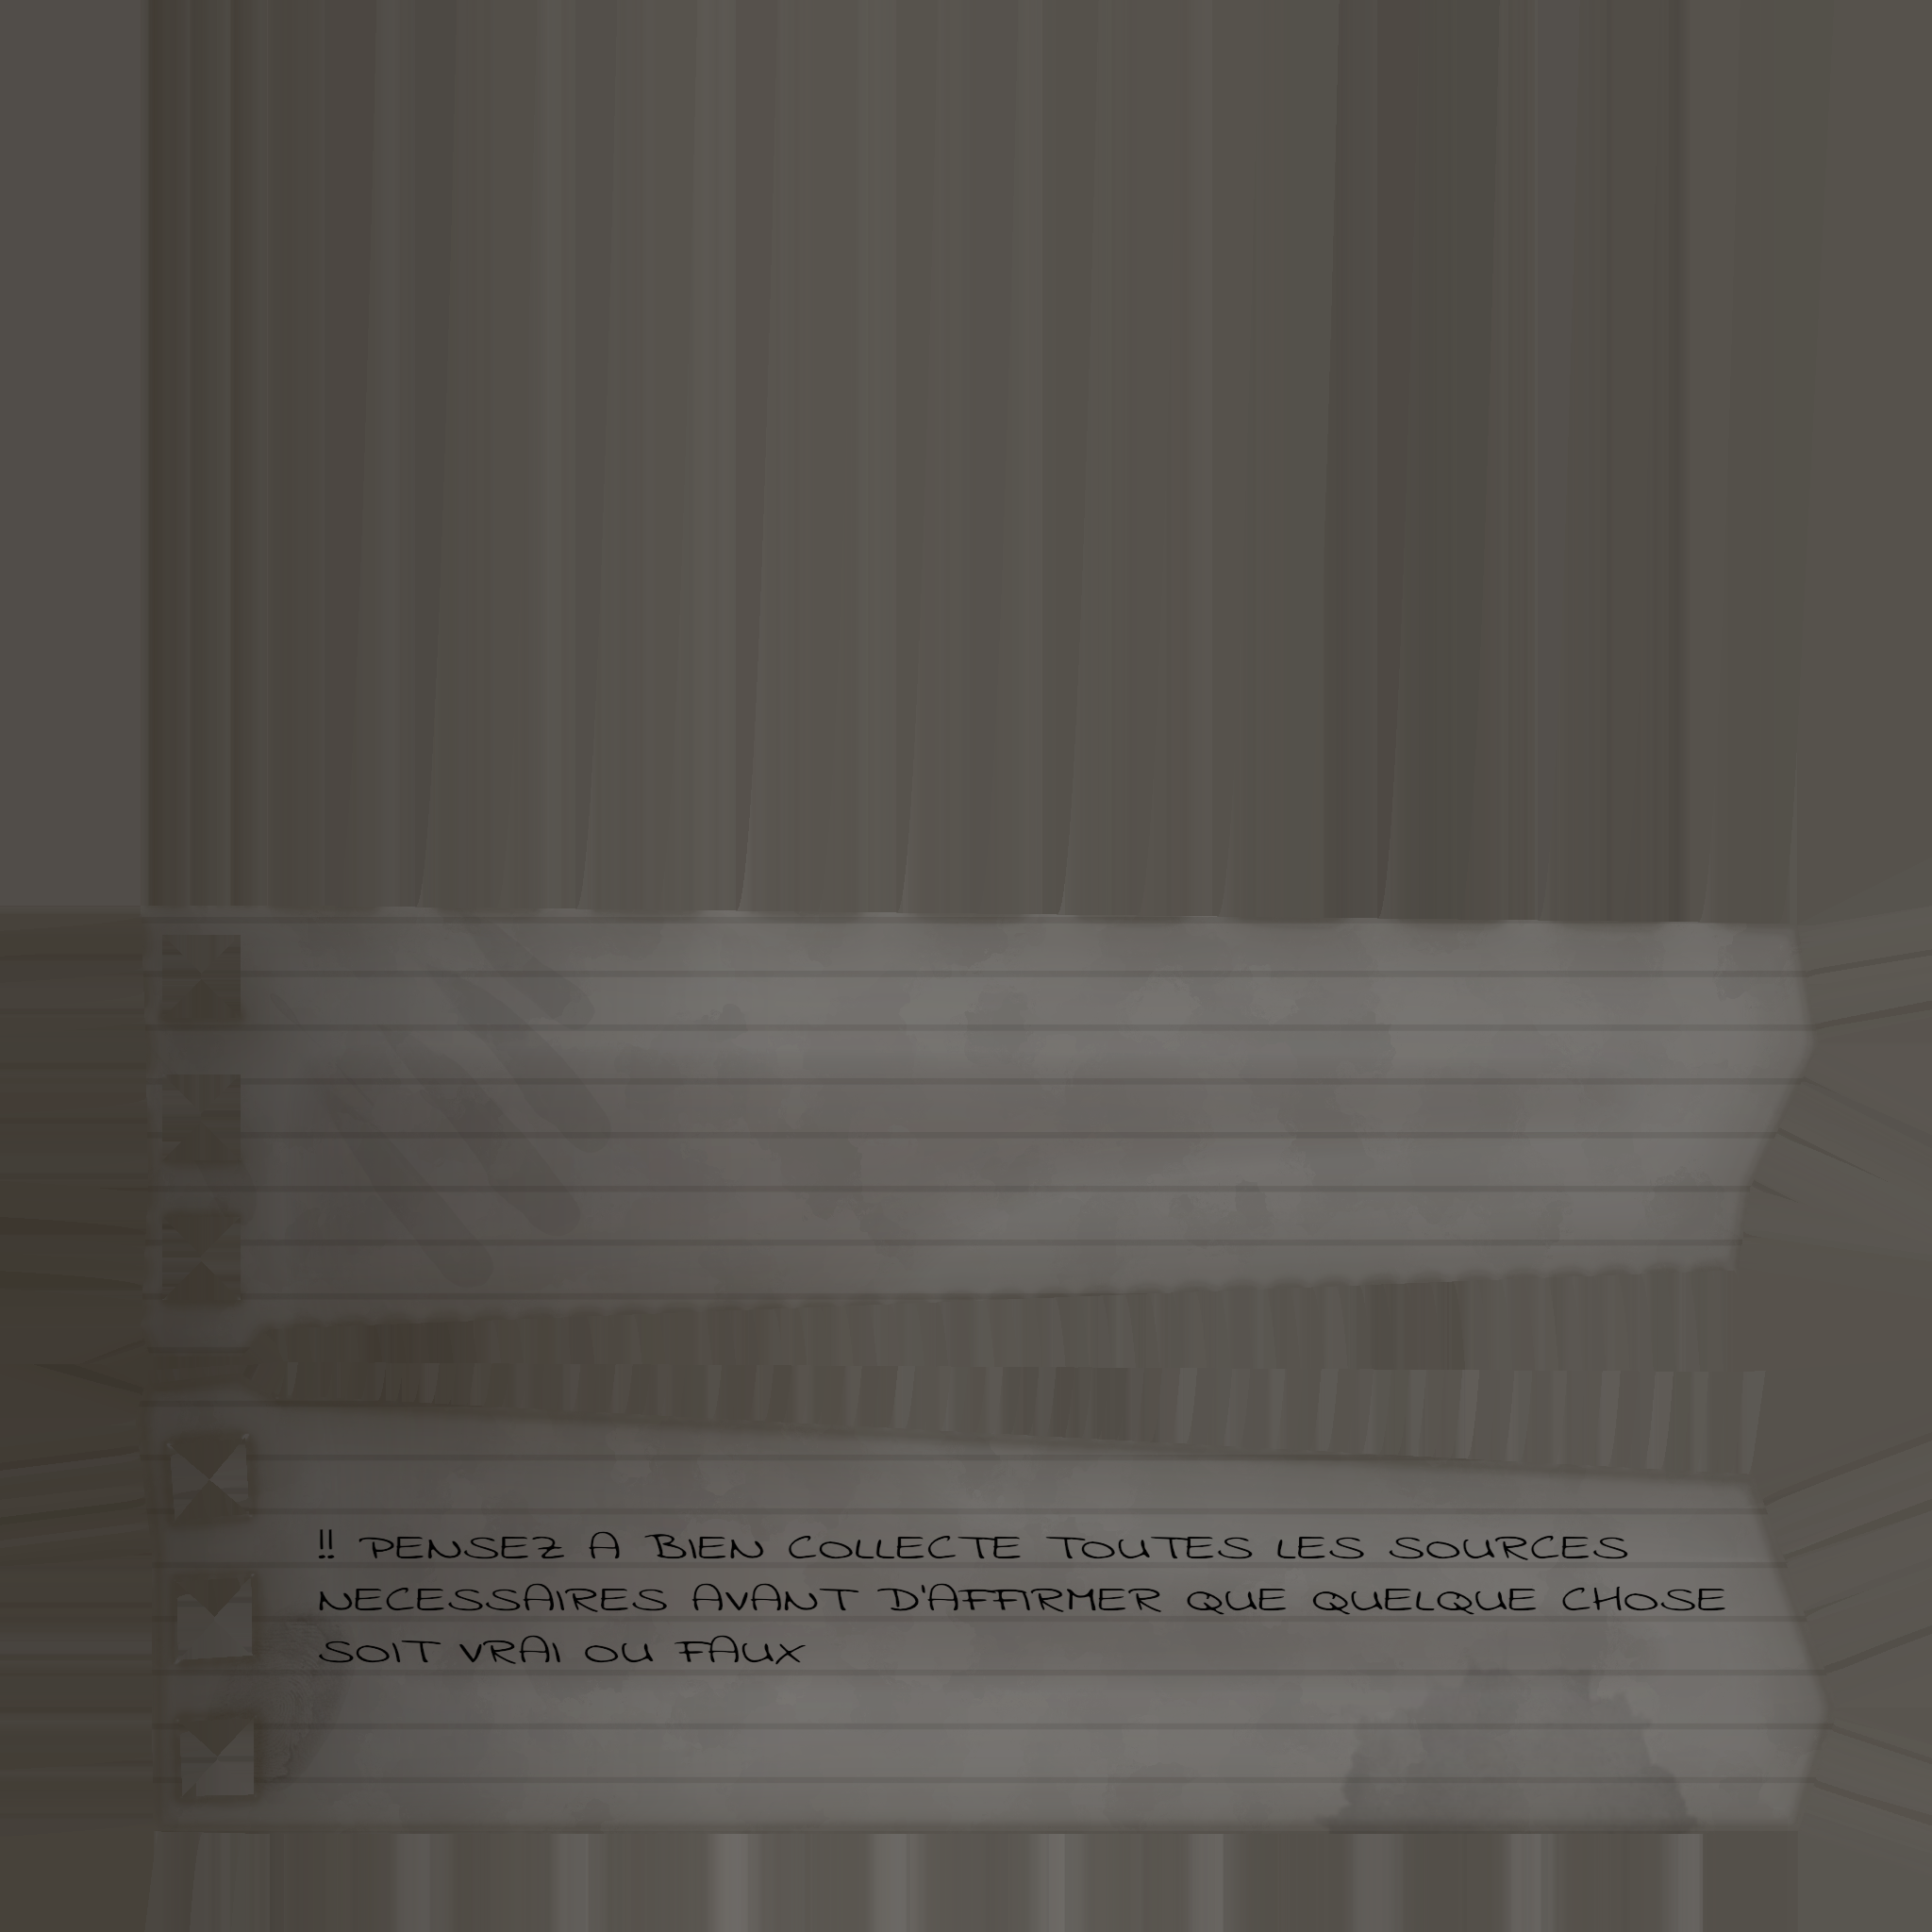 !! PENSEZ A BIEN COLLECTE TOUTES LES SOURCES
NECESSAIRES AVANT D'AFFIRMER QUE QUELQUE CHOSE
SOIT VRAI OU FAUX